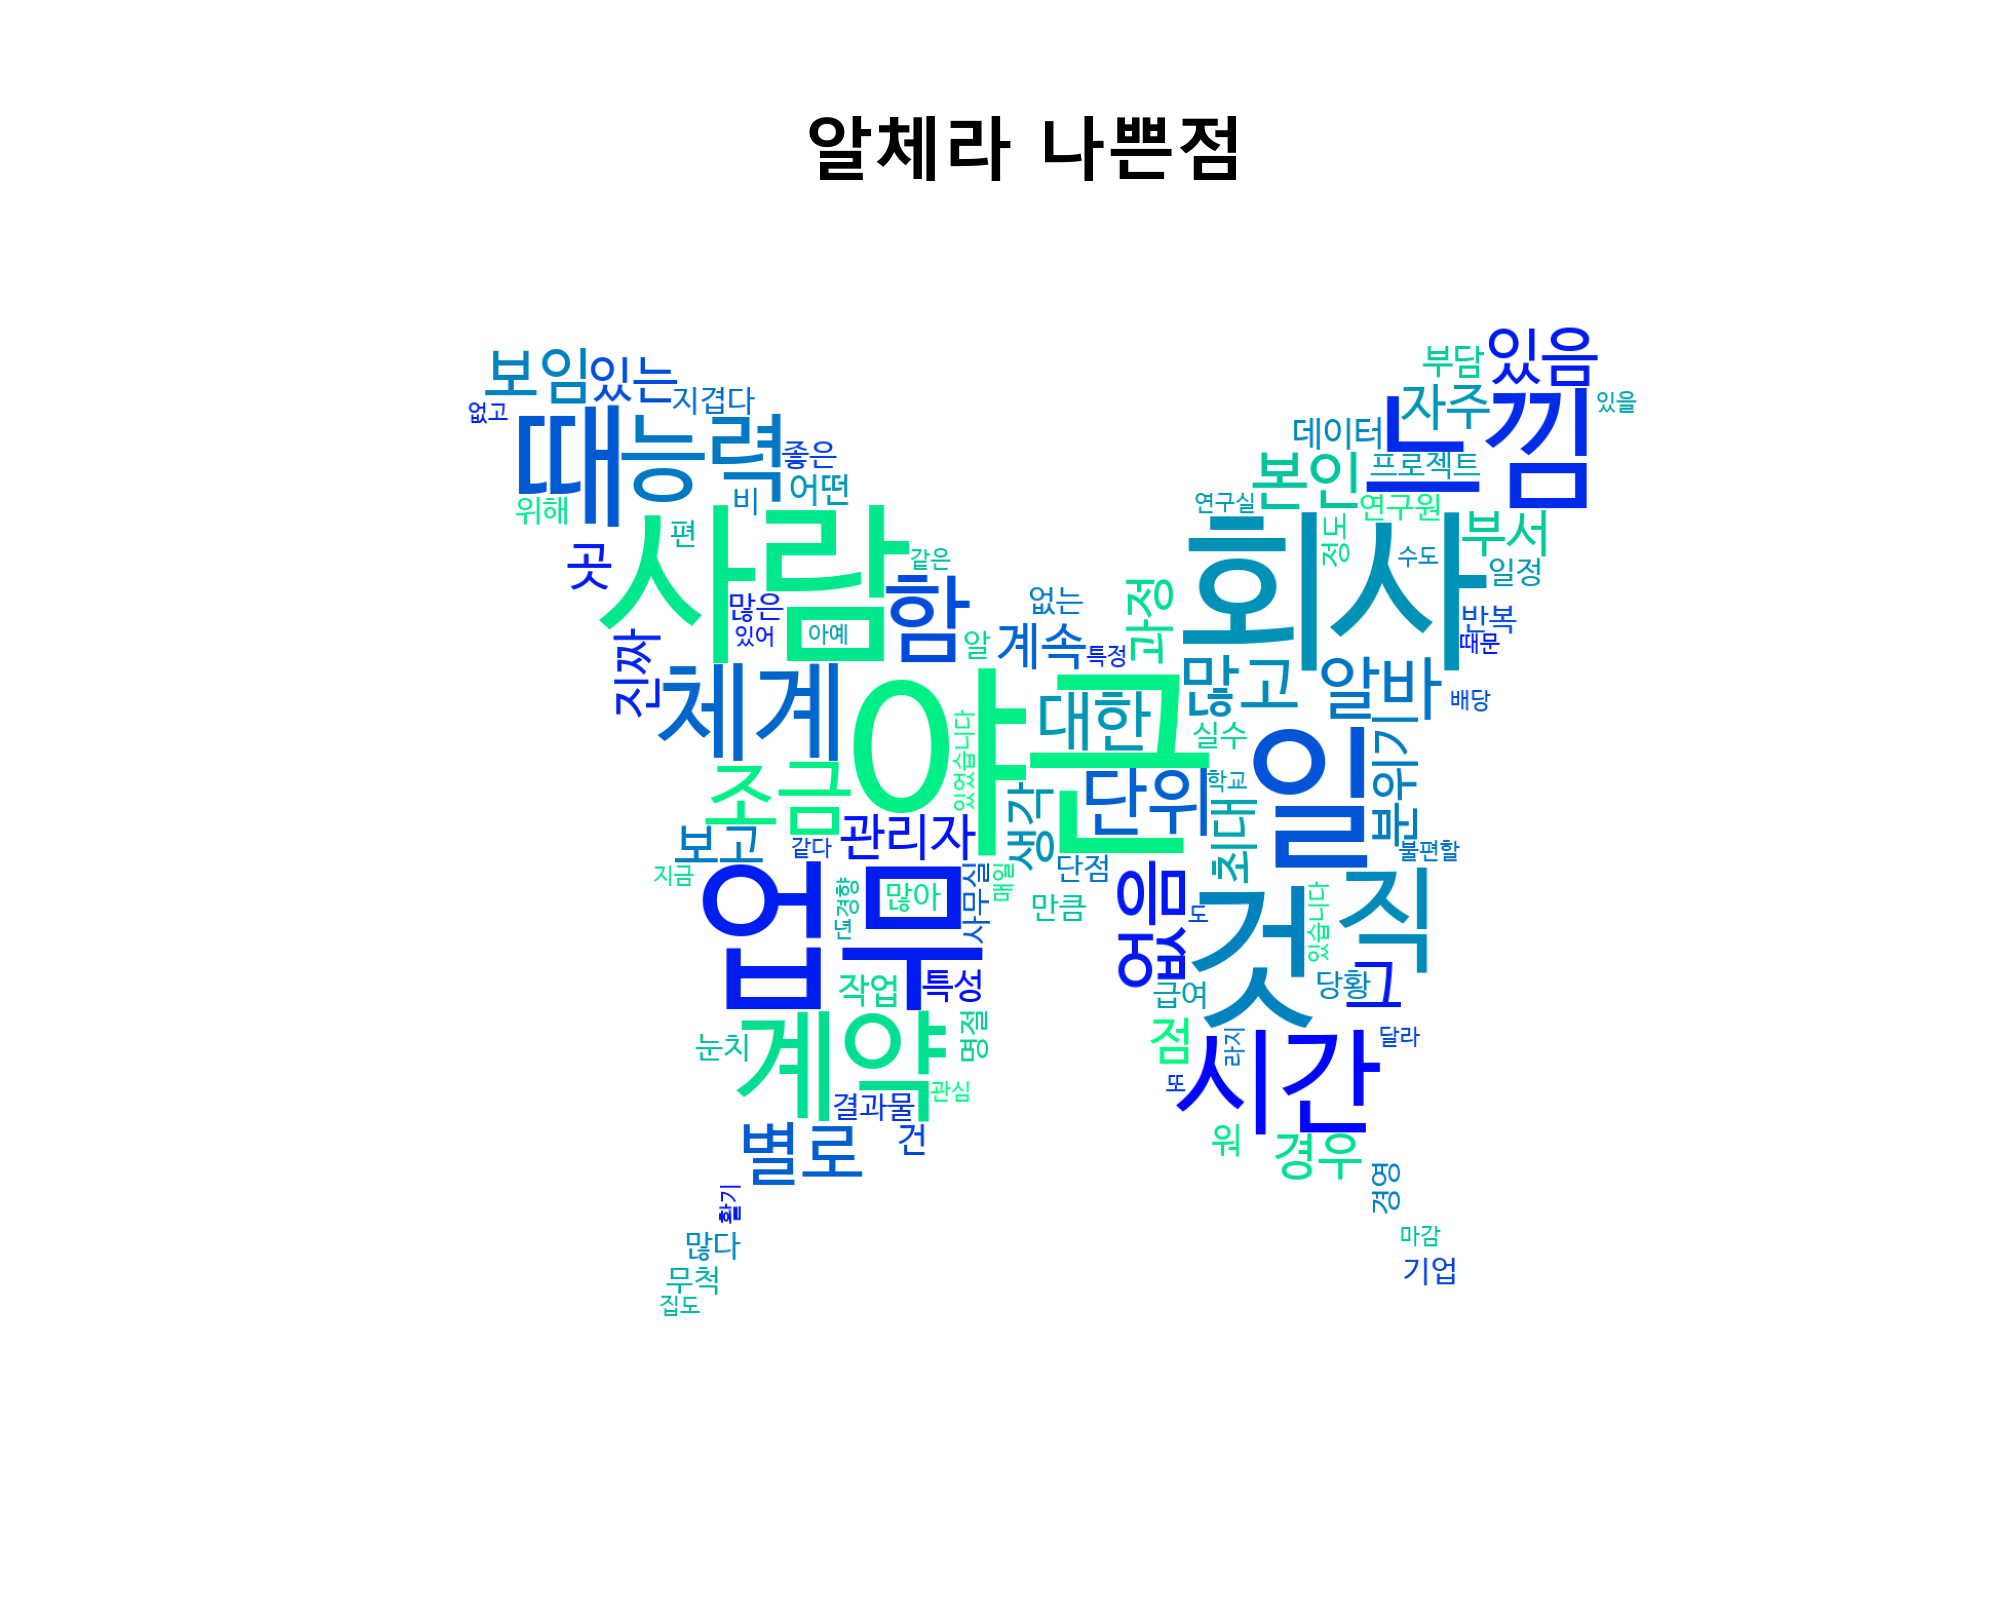 알체라 나쁜점
있음
보임
있는
부담
지겹다
자주
있을
없고
느낌
때
능력
데이터
좋은
본인
프로젝트
비
어떤
위해
연구실
연구원
사람
회사
편
정도
부서
곳
같은
수도
일정
함
없는
과정
많은
반복
있어
아예
알
계속
특정
때문
진짜
체계
야근
대한
많고
알바
배당
있었습니다
실수
분위기
조금
단위
학교
일
보고
같다
관리자
생각
최대
불편할
지금
단점
업무
경향
년
많아
사무실
매일
만큼
없음
도
것
있습니다
직
작업
특성
급여
당황
그
눈치
계약
명절
점
시간
라지
달라
관심
또
결과물
별로
건
뭐
경우
활기
경영
많다
마감
무척
기업
집도